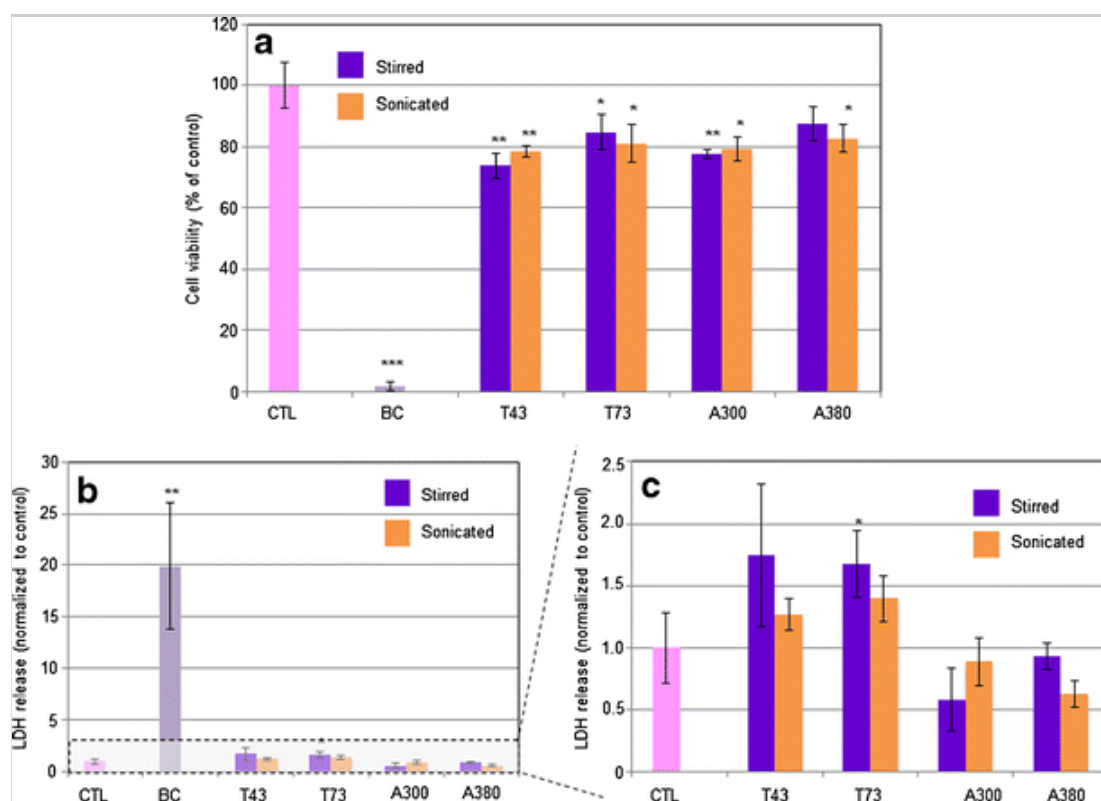 a
Stirred
Sonicated
Cell viability (% of control)
120
100
80
60
40
20
0
***
** **
* *
** *
*
CTL BC T43 T73 A300 A380
b
Stirred
Sonicated
LDH release (normalized to control)
30
25
20
15
10
5
0
**
*
CTL BC T43 T73 A300 A380
c
Stirred
Sonicated
LDH release (normalized to control)
2.5
2.0
1.5
1.0
0.5
0
*
CTL T43 T73 A300 A380